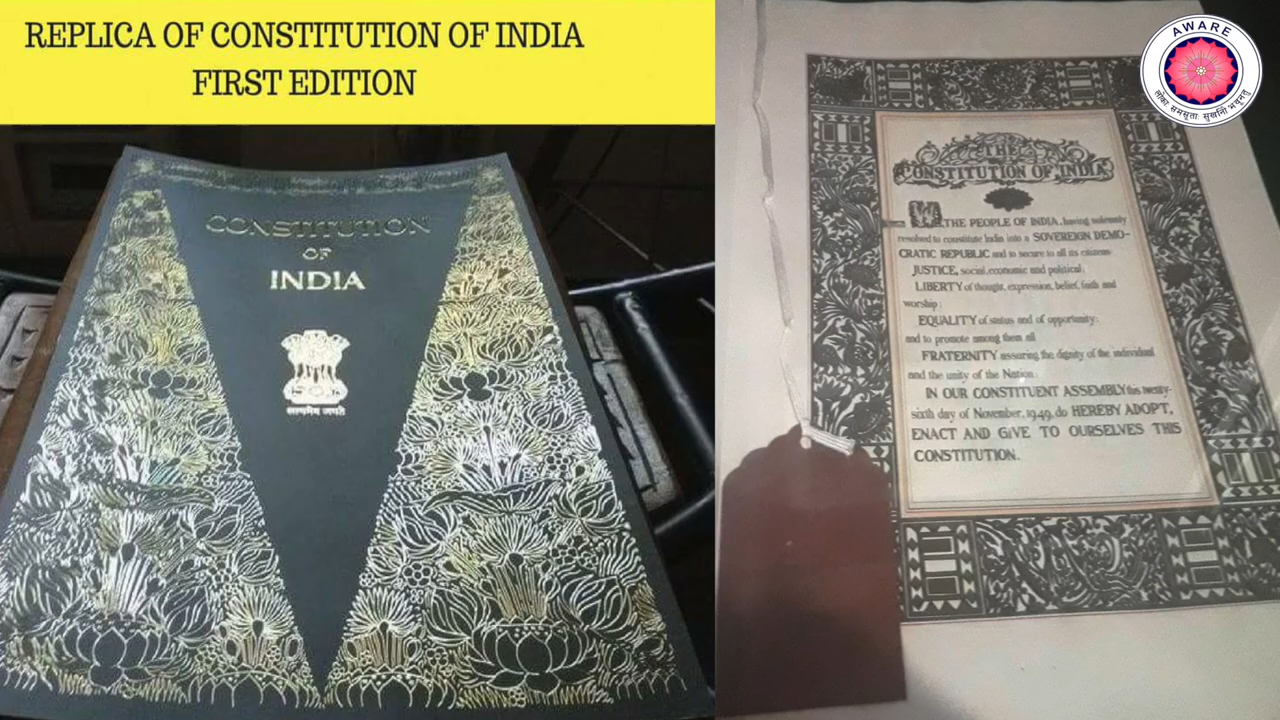 REPLICA OF CONSTITUTION OF INDIA
FIRST EDITION
CONSTITUTION
OF
INDIA
सत्यमेव जयते
THE
CONSTITUTION OF INDIA
WE, THE PEOPLE OF INDIA, having solemnly
resolved to constitute India into a SOVEREIGN DEMO-
CRATIC REPUBLIC and to secure to all its citizens:
JUSTICE, social, economic and political;
LIBERTY of thought, expression, belief, faith and
worship;
EQUALITY of status and of opportunity;
and to promote among them all
FRATERNITY assuring the dignity of the individual
and the unity of the Nation;
IN OUR CONSTITUENT ASSEMBLY this twenty-
sixth day of November, 1949, do HEREBY ADOPT,
ENACT AND GIVE TO OURSELVES THIS
CONSTITUTION.
AWARE
लोकाः समस्ताः सुखिनो भवन्तु